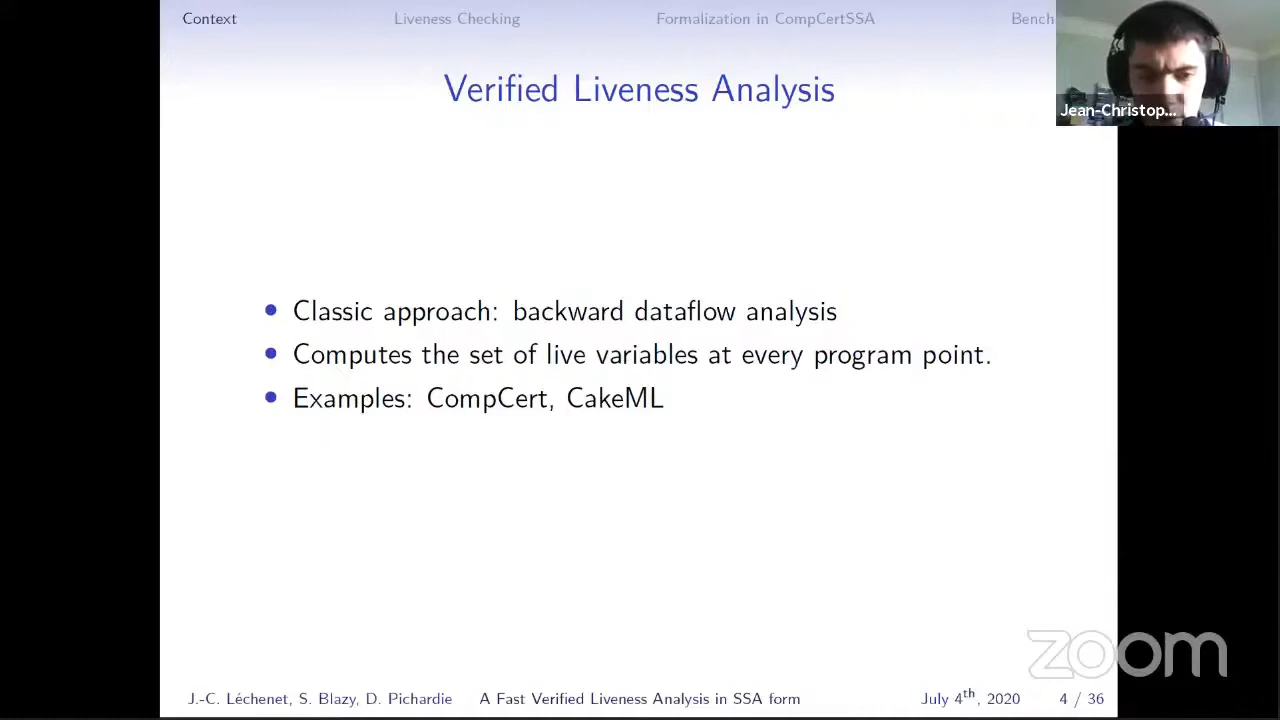 Context
Liveness Checking
Formalization in CompCertSSA
Bench
Verified Liveness Analysis
Jean-Christop...
• Classic approach: backward dataflow analysis
• Computes the set of live variables at every program point.
• Examples: CompCert, CakeML
zoom
J.-C. Léchenet, S. Blazy, D. Pichardie
A Fast Verified Liveness Analysis in SSA form
July 4th, 2020
4 / 36